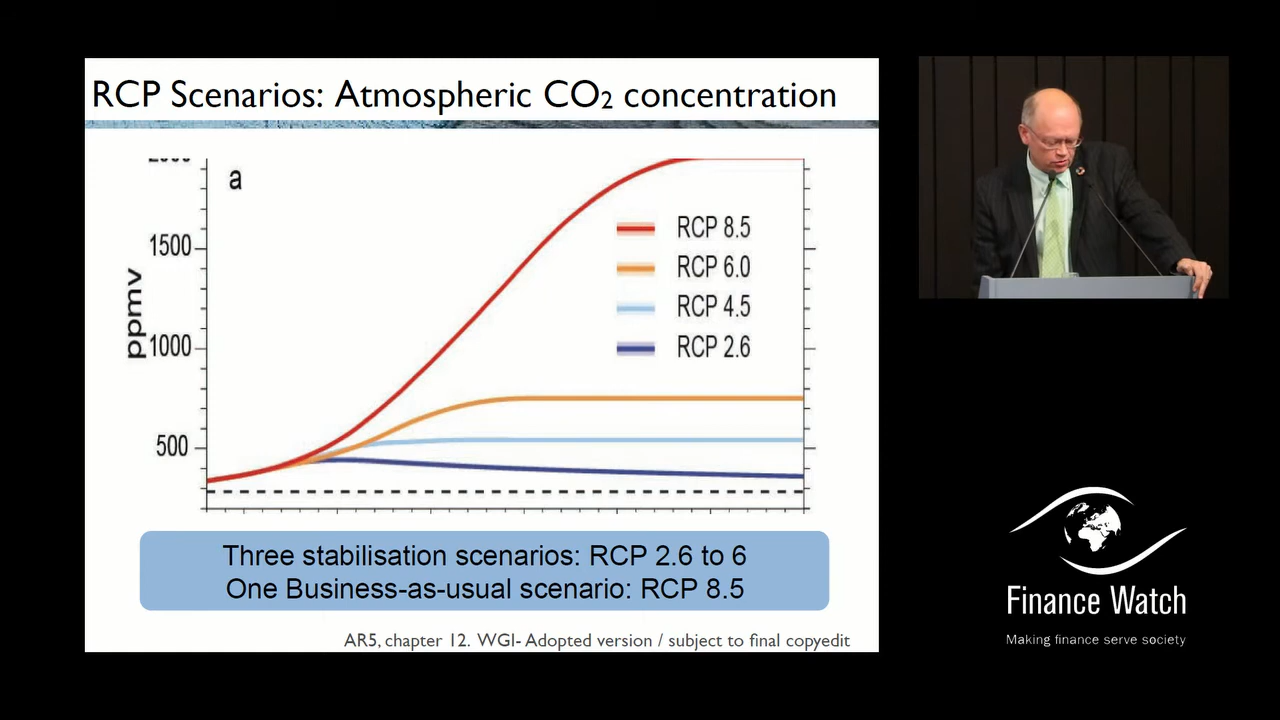 RCP Scenarios: Atmospheric CO₂ concentration
a
1500
1000
500
ppmv
RCP 8.5
RCP 6.0
RCP 4.5
RCP 2.6
Three stabilisation scenarios: RCP 2.6 to 6
One Business-as-usual scenario: RCP 8.5
AR5, chapter 12. WGI- Adopted version / subject to final copyedit
Finance Watch
Making finance serve society